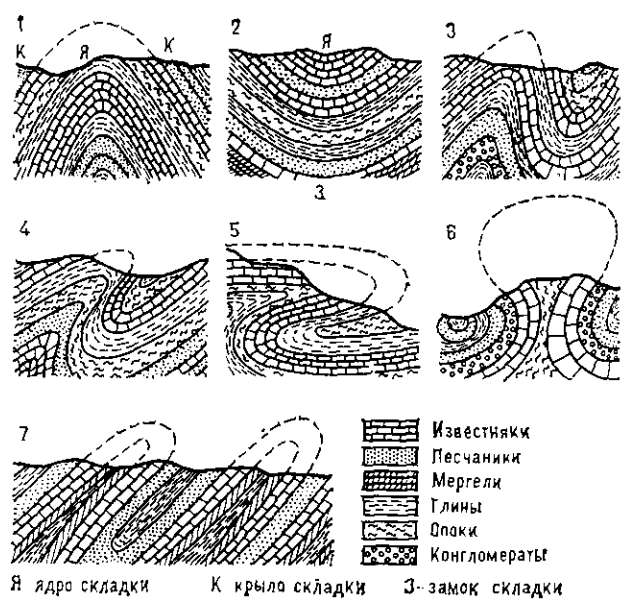 1
К Я К
2
Я
3
З
4
5
6
7
Известняки
Песчаники
Мергели
Глины
Опоки
Конгломераты
Я ядро складки К крыло складки З-замок складки